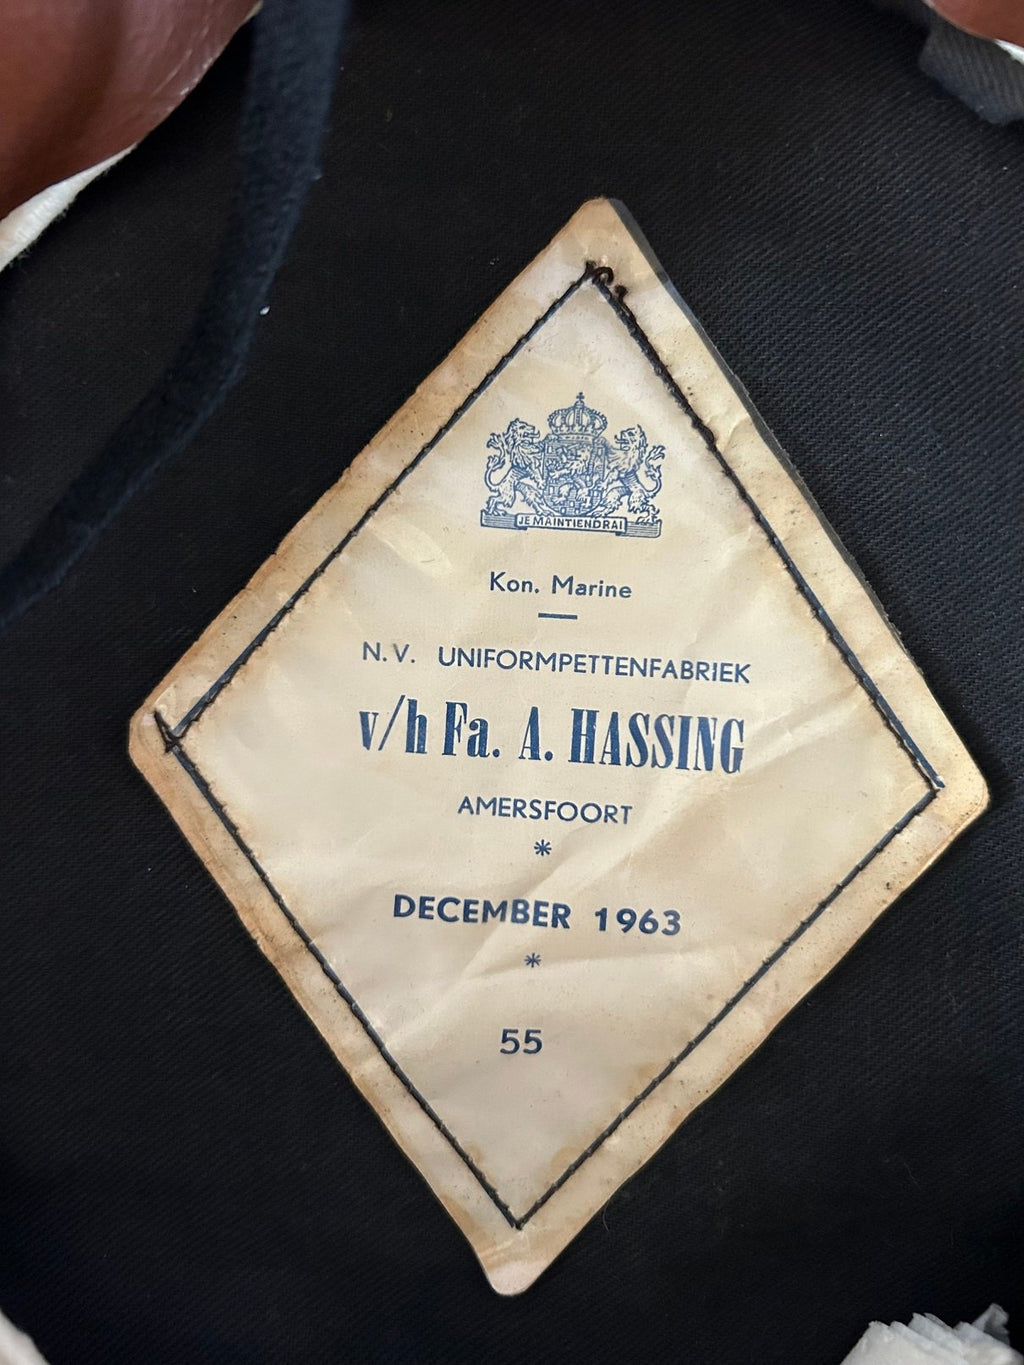 JE MAINTIENDRAI
Kon. Marine
N.V. UNIFORMPETTENFABRIEK
v/h Fa. A. HASSING
AMERSFOORT
*
DECEMBER 1963
*
55